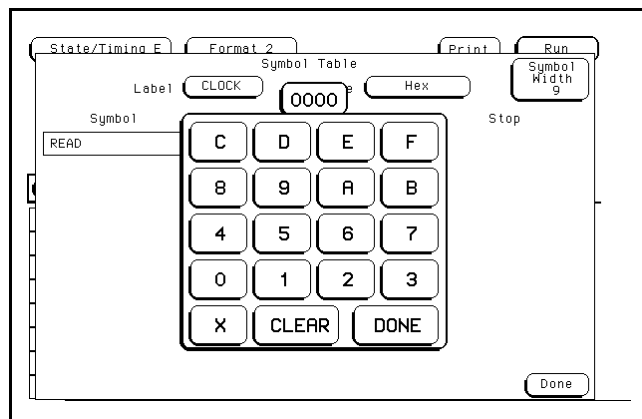 State/Timing E Format 2 Print Run
Symbol Table
Label CLOCK Hex Symbol Width 9
0000
Symbol Stop
READ
C D E F
8 9 A B
4 5 6 7
0 1 2 3
X CLEAR DONE
Done